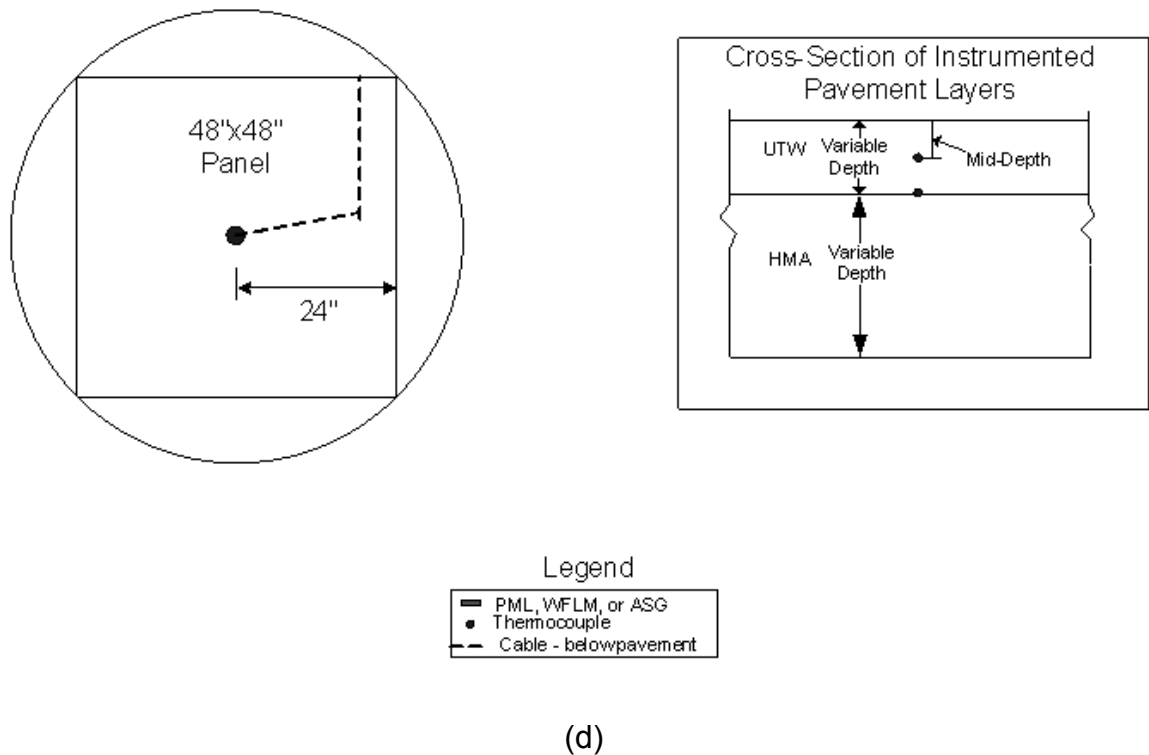 48"x48"
Panel
24"
Cross-Section of Instrumented
Pavement Layers
UTW
Variable
Depth
Mid-Depth
HMA
Variable
Depth
Legend
PML, WFLM, or ASG
Thermocouple
Cable - belowpavement
(d)